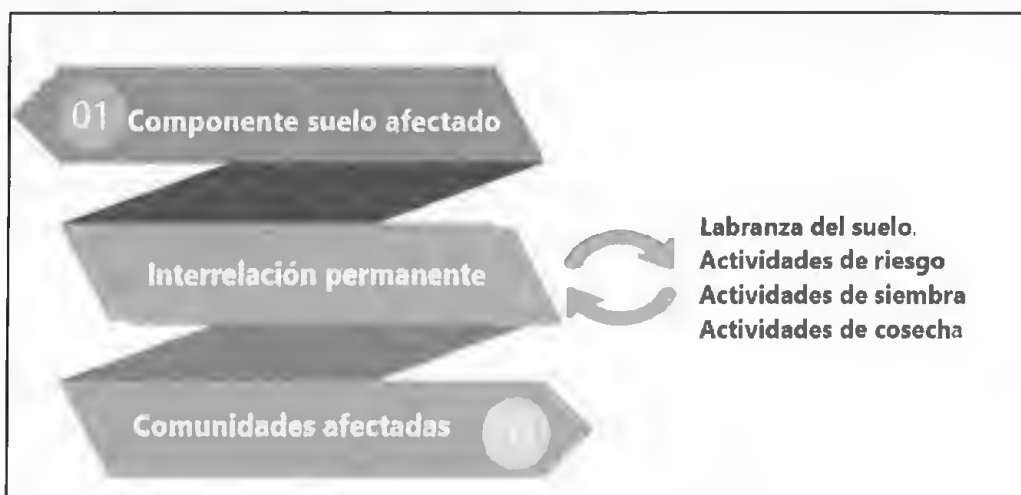 01 Componente suelo afectado
Interrelación permanente
Labranza del suelo.
Actividades de riesgo
Actividades de siembra
Actividades de cosecha
Comunidades afectadas